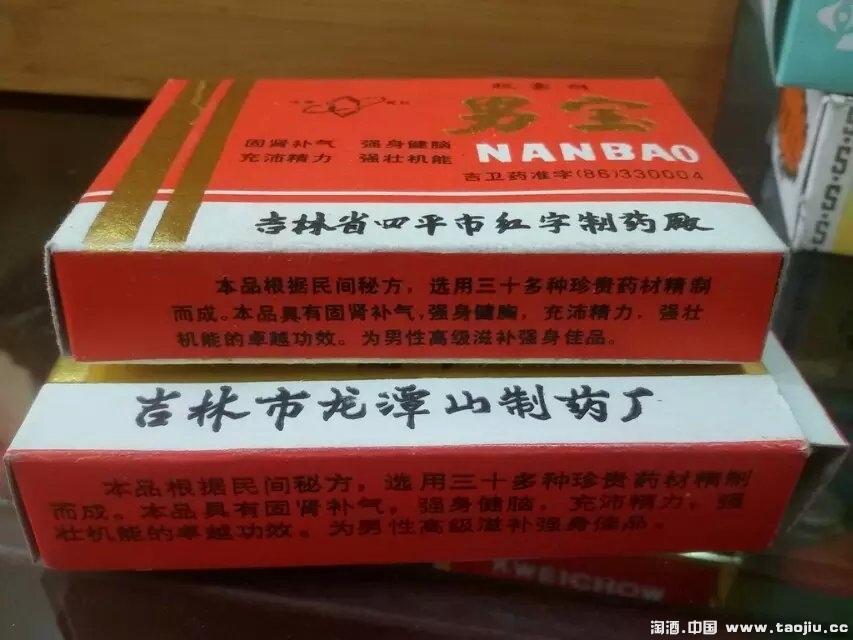 胶囊剂
男宝
固肾补气 强身健脑
NANBAO
充沛精力 强壮机能
吉卫药准字(86)330004
吉林省四平市红字制药厰
本品根据民间秘方，选用三十多种珍贵药材精制
而成。本品具有固肾补气，强身健胸，充沛精力，强壮
机能的卓越功效。为男性高级滋补强身佳品。
吉林市龙潭山制药厂
本品根据民间秘方，选用三十多种珍贵药材精制
而成。本品具有固肾补气，强身健脑，充沛精力，强
壮机能的卓越功效。为男性高级滋补强身佳品。
KWEICHOW
淘酒.中国 www.taojiu.cc